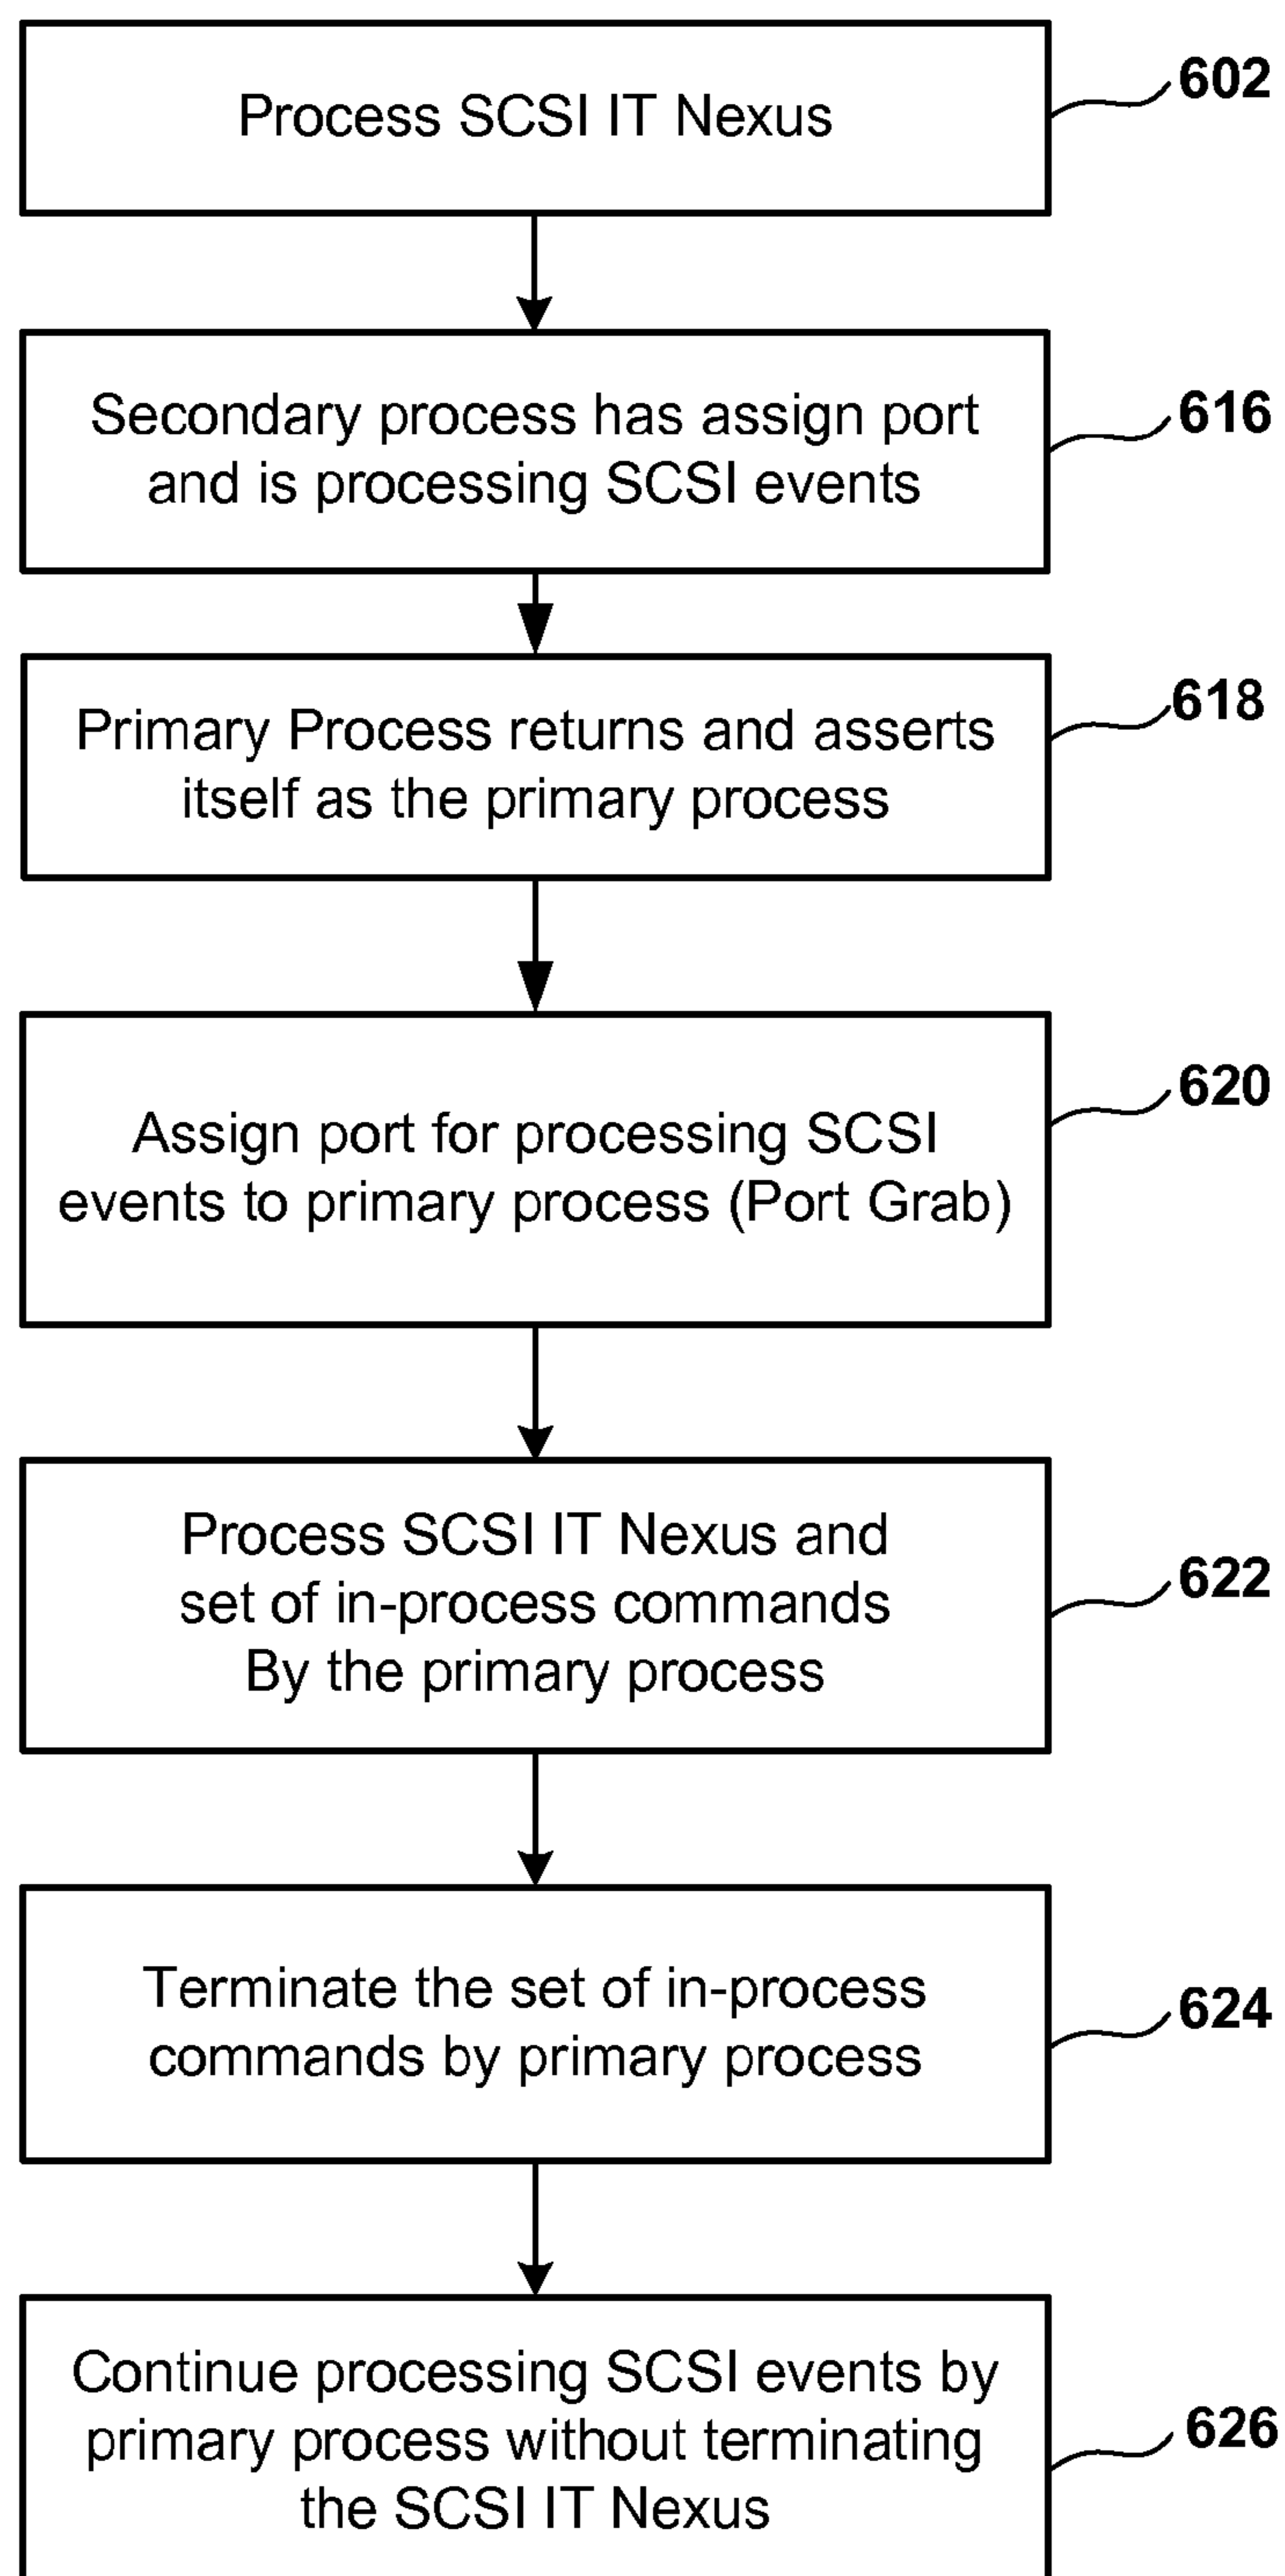 Process SCSI IT Nexus
602
Secondary process has assign port
and is processing SCSI events
616
Primary Process returns and asserts
itself as the primary process
618
Assign port for processing SCSI
events to primary process (Port Grab)
620
Process SCSI IT Nexus and
set of in-process commands
By the primary process
622
Terminate the set of in-process
commands by primary process
624
Continue processing SCSI events by
primary process without terminating
the SCSI IT Nexus
626